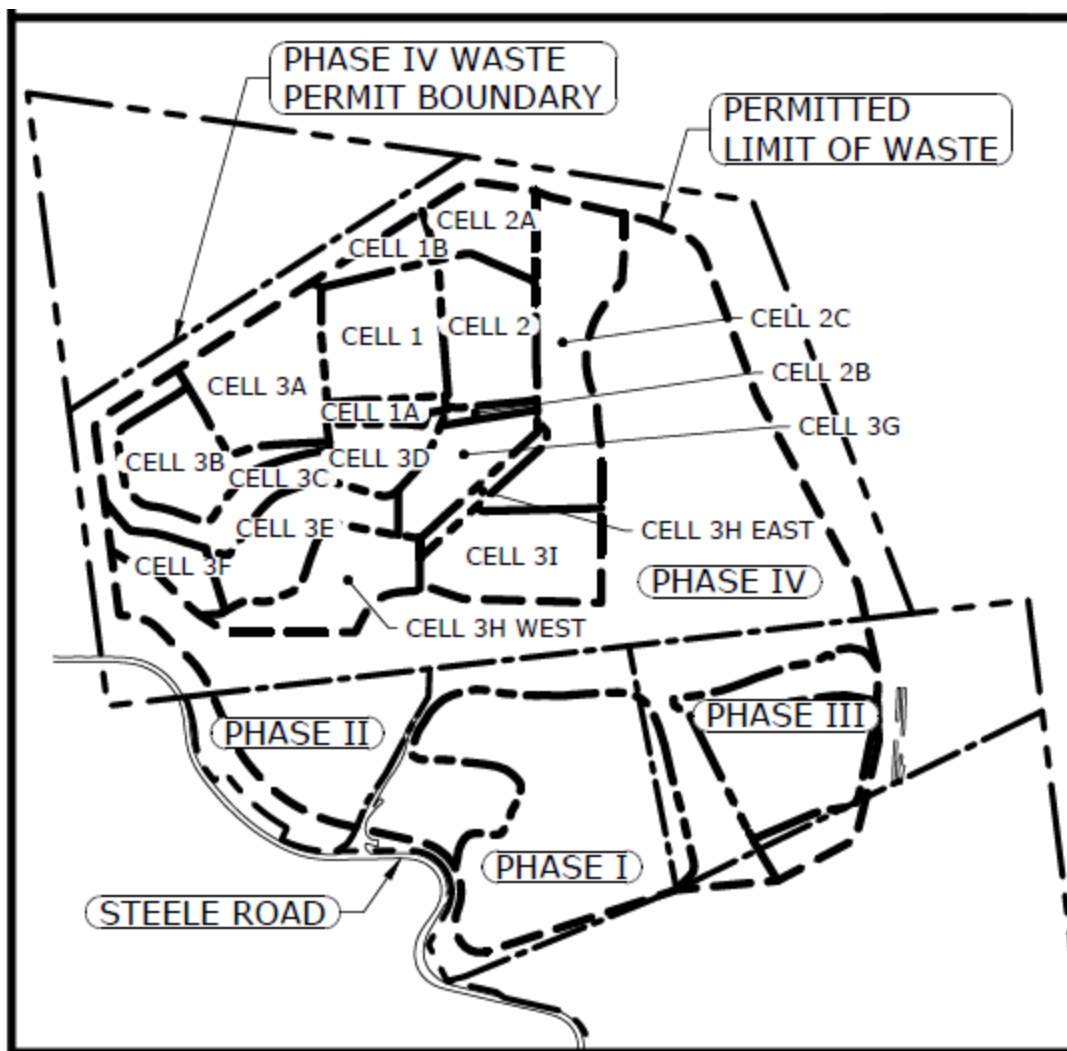 PHASE IV WASTE
PERMIT BOUNDARY
PERMITTED
LIMIT OF WASTE
CELL 2A
CELL 1B
CELL 2C
CELL 2
CELL 1
CELL 2B
CELL 3A
CELL 1A
CELL 3G
CELL 3D
CELL 3B
CELL 3C
CELL 3E
CELL 3H EAST
CELL 3I
CELL 3F
PHASE IV
CELL 3H WEST
PHASE III
PHASE II
PHASE I
STEELE ROAD